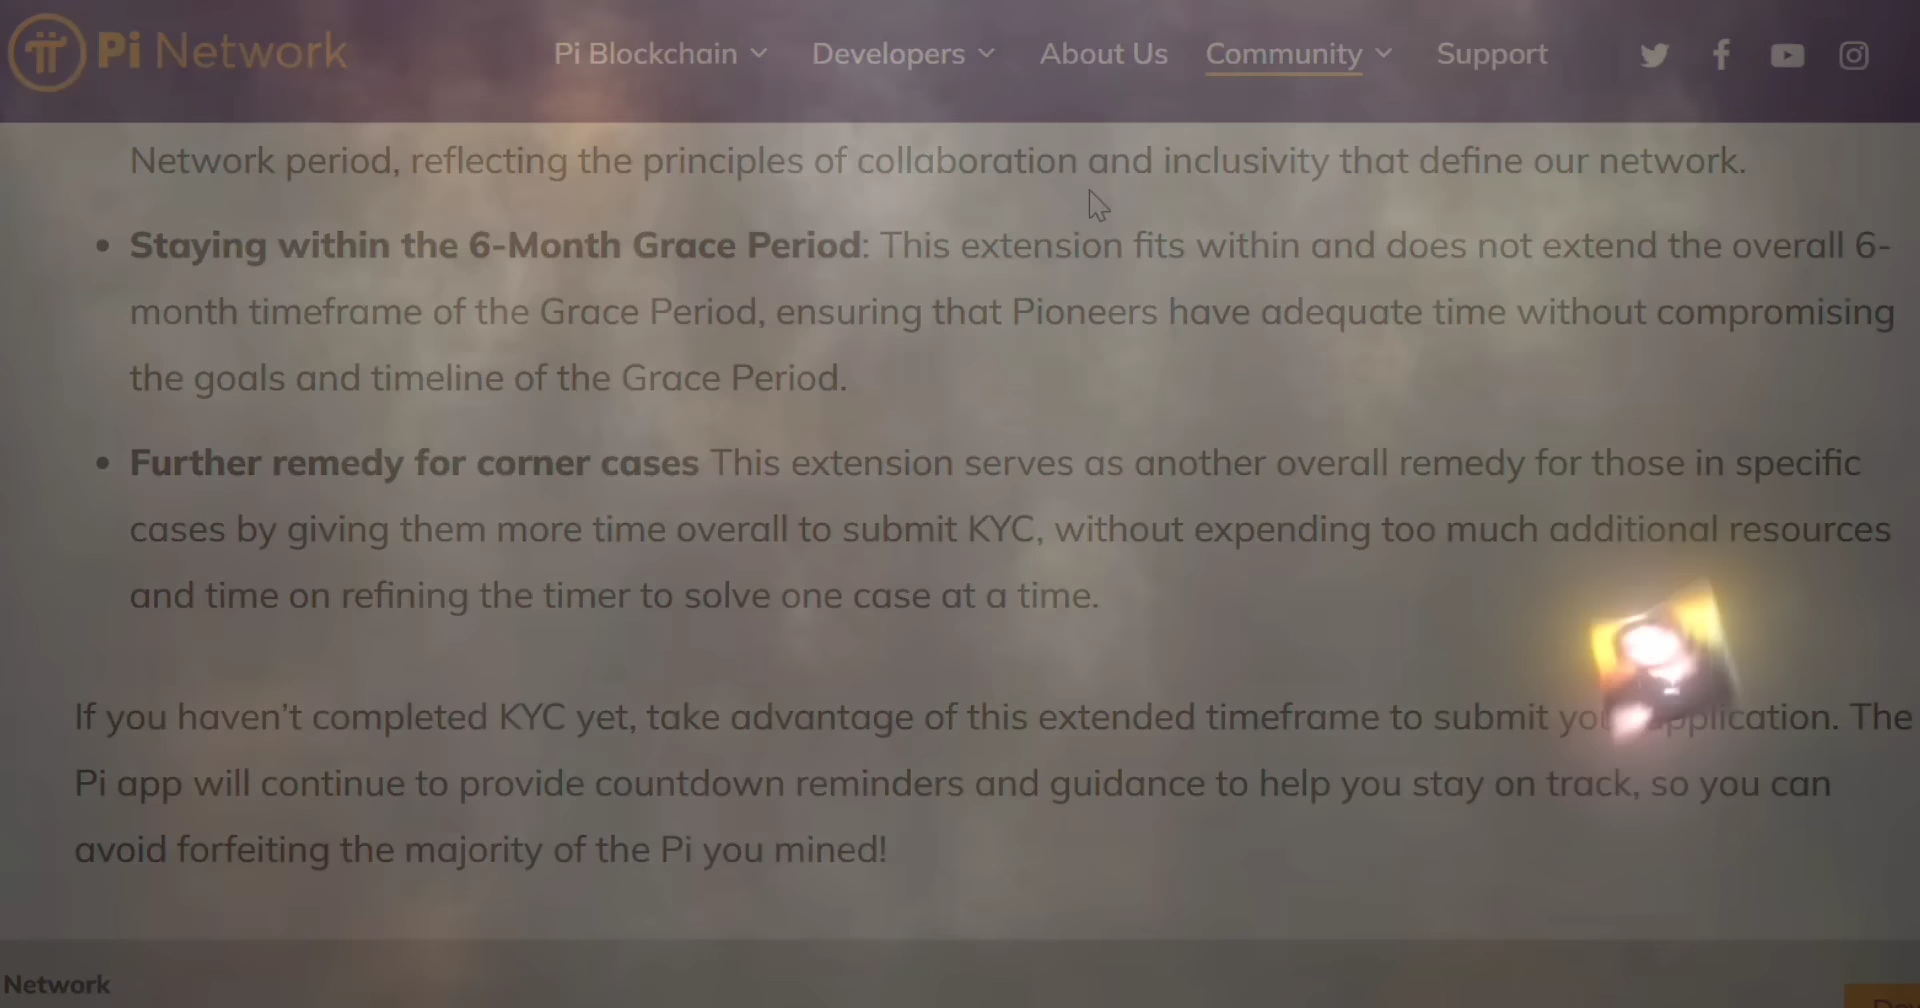 Pi Network
Pi Blockchain
Developers
About Us
Community
Support
Network period, reflecting the principles of collaboration and inclusivity that define our network.
• Staying within the 6-Month Grace Period: This extension fits within and does not extend the overall 6-
month timeframe of the Grace Period, ensuring that Pioneers have adequate time without compromising
the goals and timeline of the Grace Period.
• Further remedy for corner cases This extension serves as another overall remedy for those in specific
cases by giving them more time overall to submit KYC, without expending too much additional resources
and time on refining the timer to solve one case at a time.
If you haven't completed KYC yet, take advantage of this extended timeframe to submit The
Pi app will continue to provide countdown reminders and guidance to help you stay on track, so you can
avoid forfeiting the majority of the Pi you mined!
Network